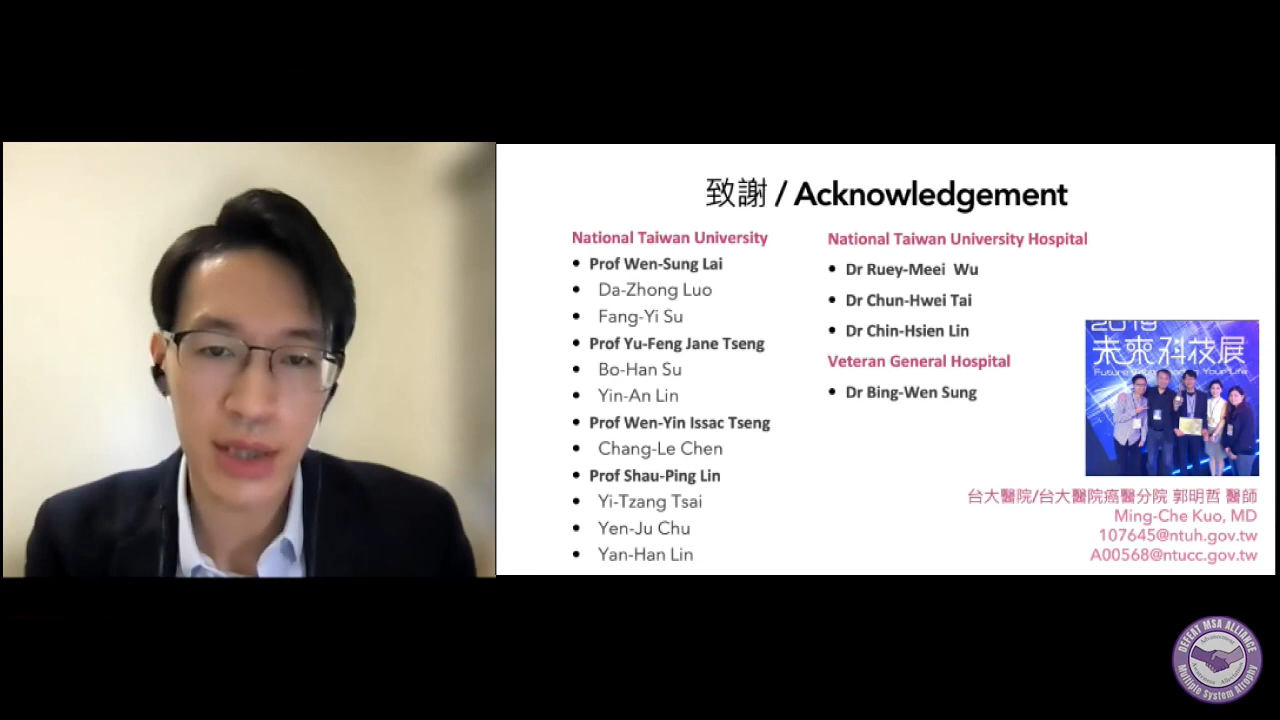 致謝 / Acknowledgement
National Taiwan University
• Prof Wen-Sung Lai
• Da-Zhong Luo
• Fang-Yi Su
• Prof Yu-Feng Jane Tseng
• Bo-Han Su
• Yin-An Lin
• Prof Wen-Yin Issac Tseng
• Chang-Le Chen
• Prof Shau-Ping Lin
• Yi-Tzang Tsai
• Yen-Ju Chu
• Yan-Han Lin
National Taiwan University Hospital
• Dr Ruey-Meei Wu
• Dr Chun-Hwei Tai
• Dr Chin-Hsien Lin
Veteran General Hospital
• Dr Bing-Wen Sung
未來科技展
Your Life
台大醫院/台大醫院癌醫分院 郭明哲 醫師
Ming-Che Kuo, MD
107645@ntuh.gov.tw
A00568@ntucc.gov.tw
DEFEAT MSA ALLIANCE
Multiple System Atrophy